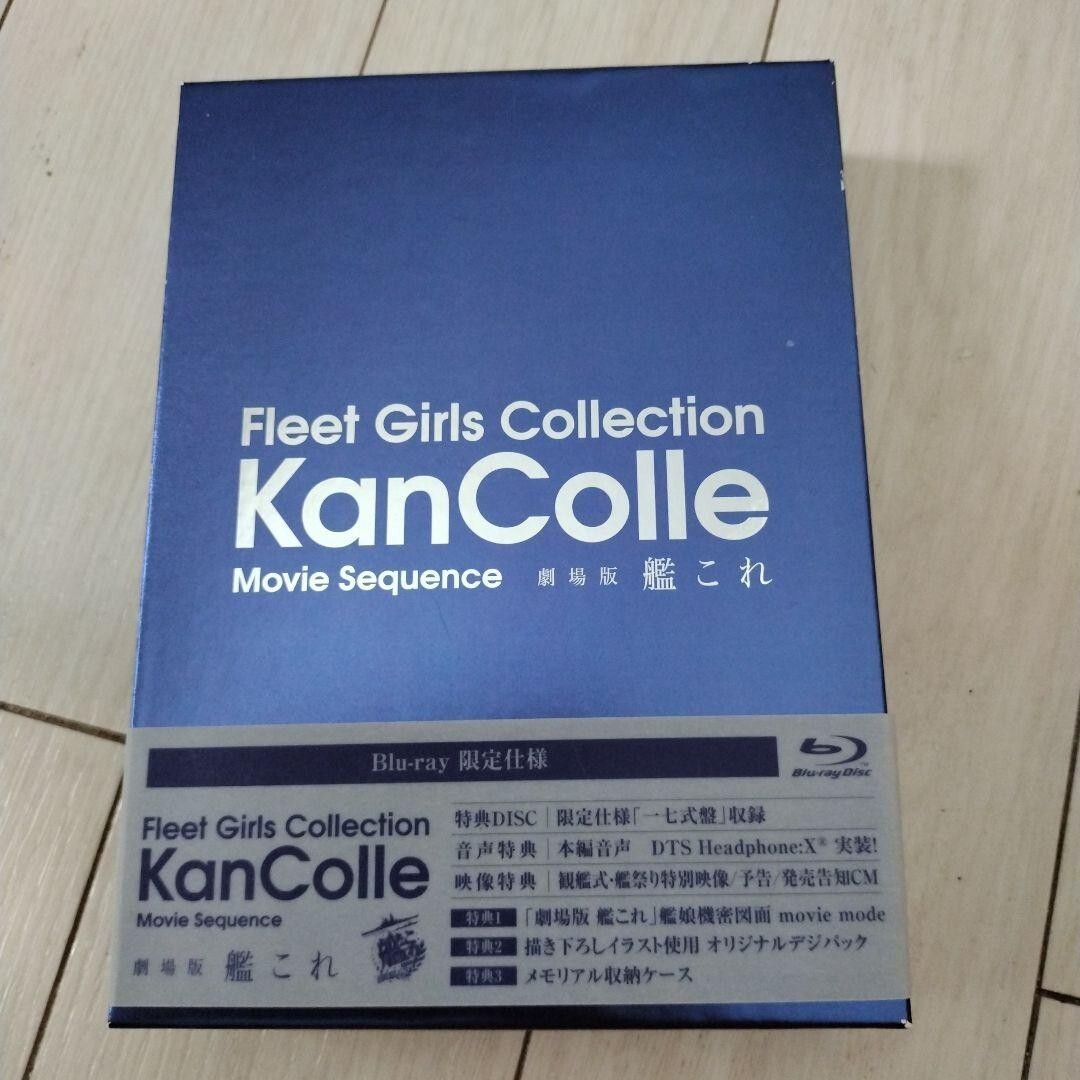 Fleet Girls Collection
KanColle
Movie Sequence 劇場版 艦これ
Blu-ray 限定仕様
Blu-ray Disc™
Fleet Girls Collection
KanColle
Movie Sequence
劇場版 艦これ
艦これ
特典DISC 限定仕様「一七式盤」収録
音声特典 本編音声 DTS Headphone:X® 実装!
映像特典 観艦式・艦祭り特別映像/予告/発売告知CM
特典1 「劇場版 艦これ」艦娘機密図面 movie mode
特典2 描き下ろしイラスト使用 オリジナルデジパック
特典3 メモリアル収納ケース